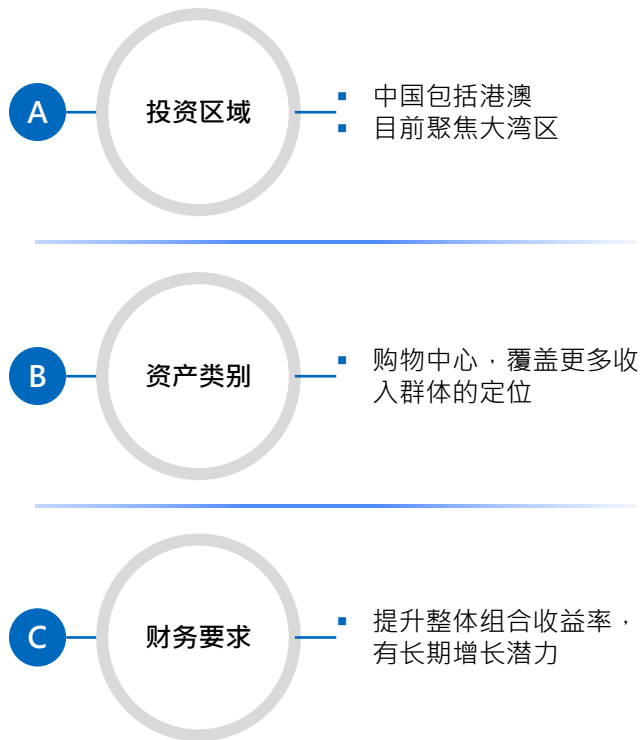 A
投资区域
▪ 中国包括港澳
▪ 目前聚焦大湾区
B
资产类别
▪ 购物中心，覆盖更多收
入群体的定位
C
财务要求
▪ 提升整体组合收益率，
有长期增长潜力